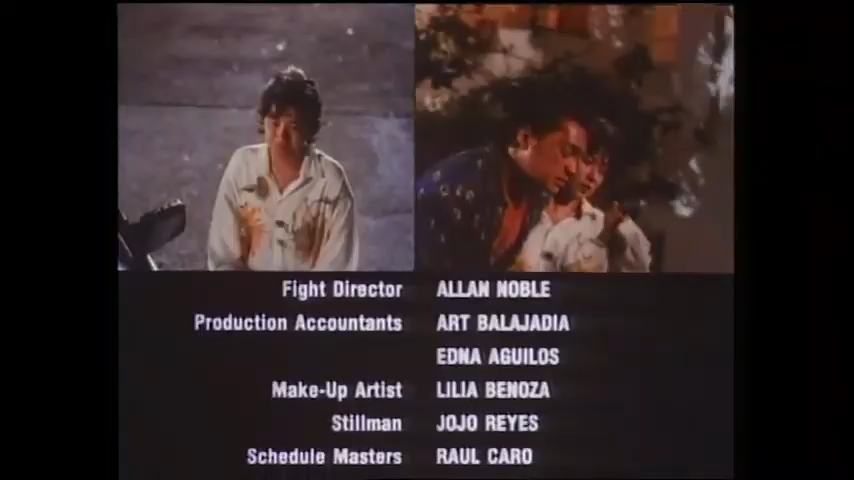 Fight Director ALLAN NOBLE
Production Accountants ART BALAJADIA
EDNA AGUILOS
Make-Up Artist LILIA BENOZA
Stillman JOJO REYES
Schedule Masters RAUL CARO